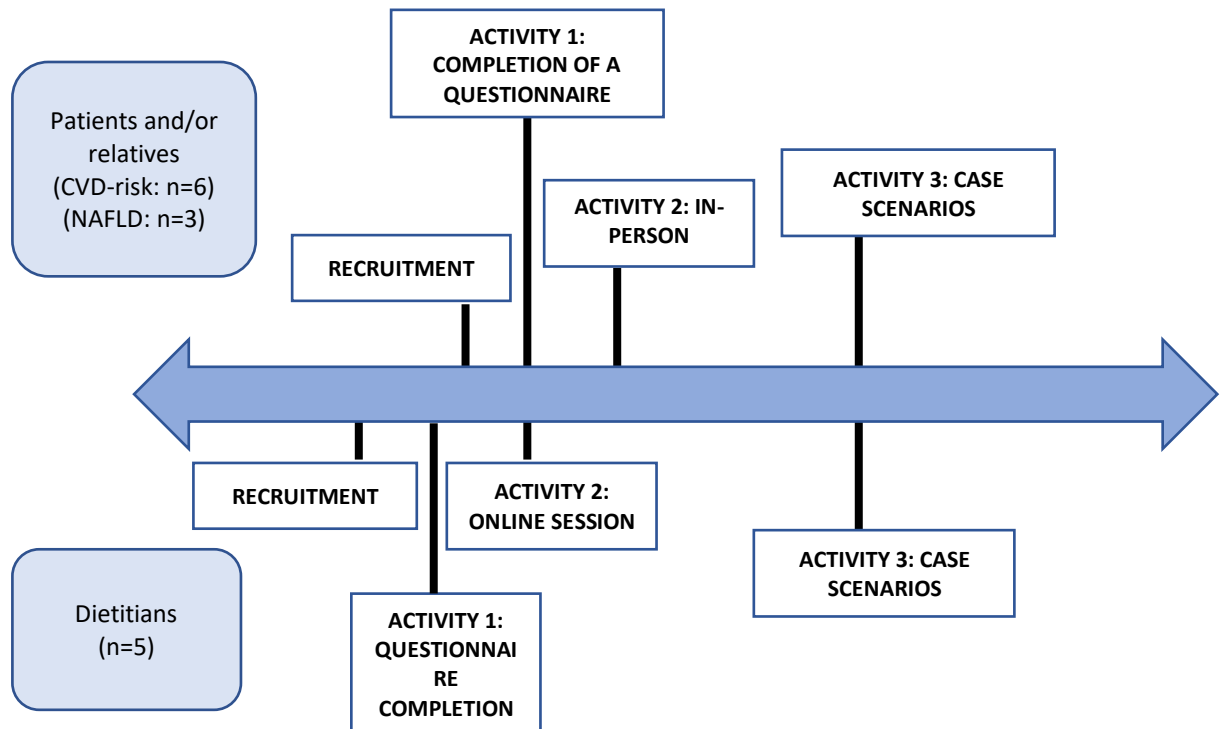 ACTIVITY 1:
COMPLETION OF A
QUESTIONNAIRE
Patients and/or
relatives
(CVD-risk: n=6)
(NAFLD: n=3)
ACTIVITY 3: CASE
SCENARIOS
ACTIVITY 2: IN-
PERSON
RECRUITMENT
RECRUITMENT
ACTIVITY 2:
ONLINE SESSION
ACTIVITY 3: CASE
SCENARIOS
Dietitians
(n=5)
ACTIVITY 1:
QUESTIONNAI
RE
COMPLETION